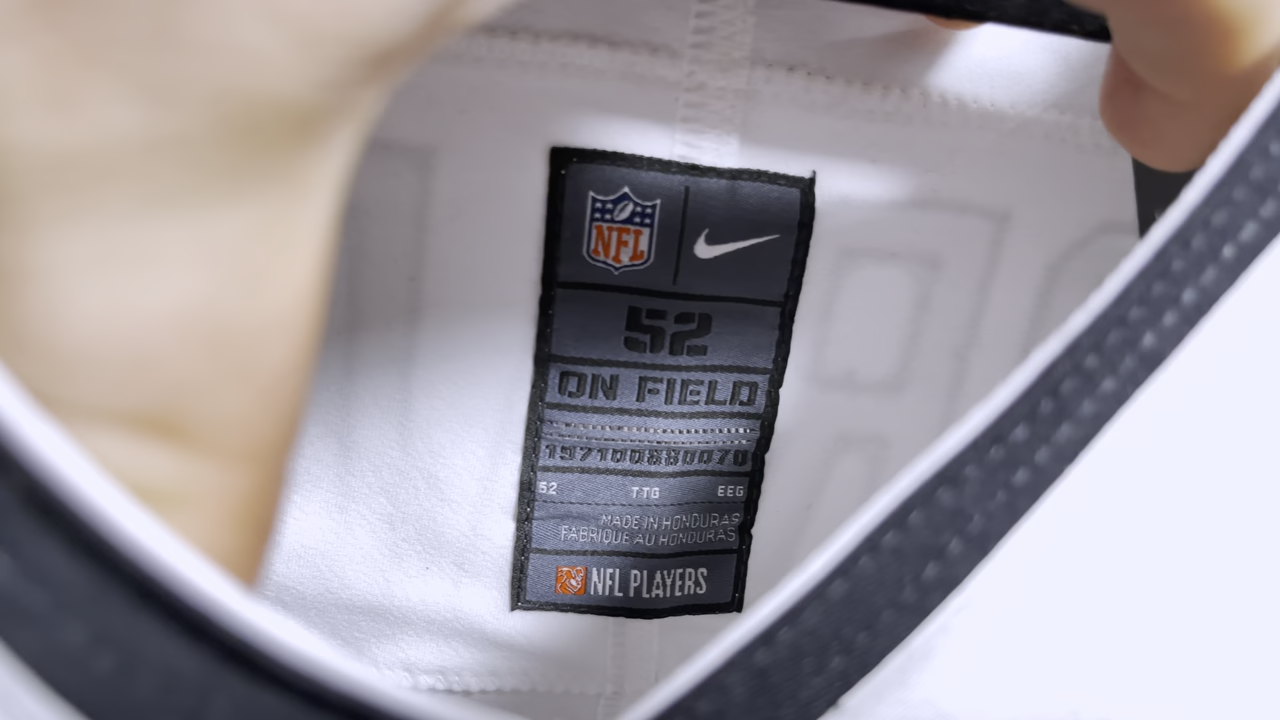 NFL
52
ON FIELD
52 TTG EEG
MADE IN HONDURAS
FABRIQUE AU HONDURAS
NFL PLAYERS